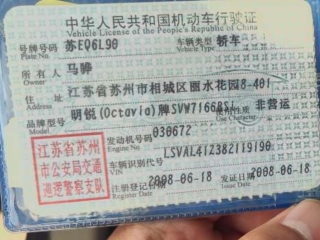 中华人民共和国机动车行驶证
Vehicle License of the People's Republic of China
号牌号码 苏EQ6L90 车辆类型 轿车
Plate No. Vehicle Type
所有人 马骅
Owner
住址 江苏省苏州市相城区丽水花园8-401
Address
品牌型号 明锐(Octavia)牌SVW7166BS 使用性质 非营运
Model Use Character
发动机号码 030672
Engine No.
车辆识别代号 LSVAL41Z382119190
VIN
注册登记日期 2008-06-18 发证日期 2008-06-18
Register Date Issue Date
江苏省苏州
市公安局交通
巡逻警察支队